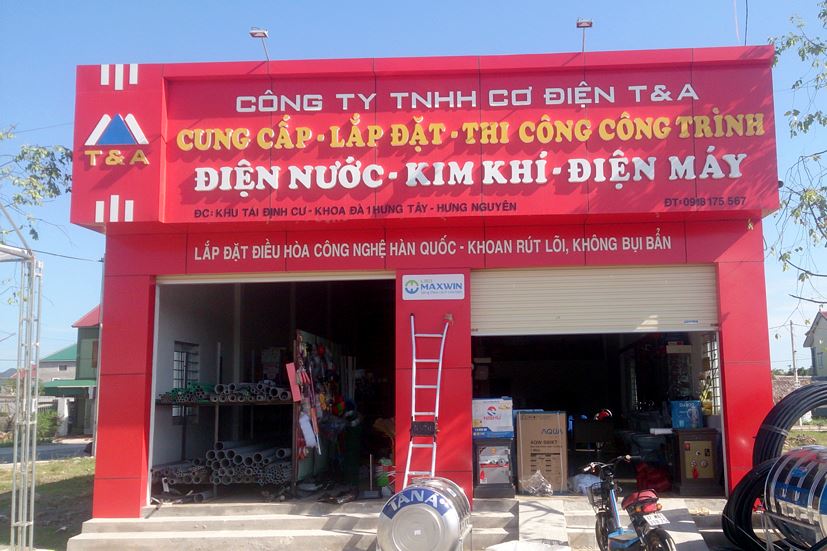 CÔNG TY TNHH CƠ ĐIỆN T&A
T&A
CUNG CẤP - LẮP ĐẶT - THI CÔNG CÔNG TRÌNH
ĐIỆN NƯỚC - KIM KHÍ - ĐIỆN MÁY
ĐC: KHU TÁI ĐỊNH CƯ - KHOA ĐÀ 1 HƯNG TÂY - HƯNG NGUYÊN
ĐT: 0918 175 567
LẮP ĐẶT ĐIỀU HÒA CÔNG NGHỆ HÀN QUỐC - KHOAN RÚT LÕI, KHÔNG BỤI BẨN
MAXWIN
AQUA
TÂN Á